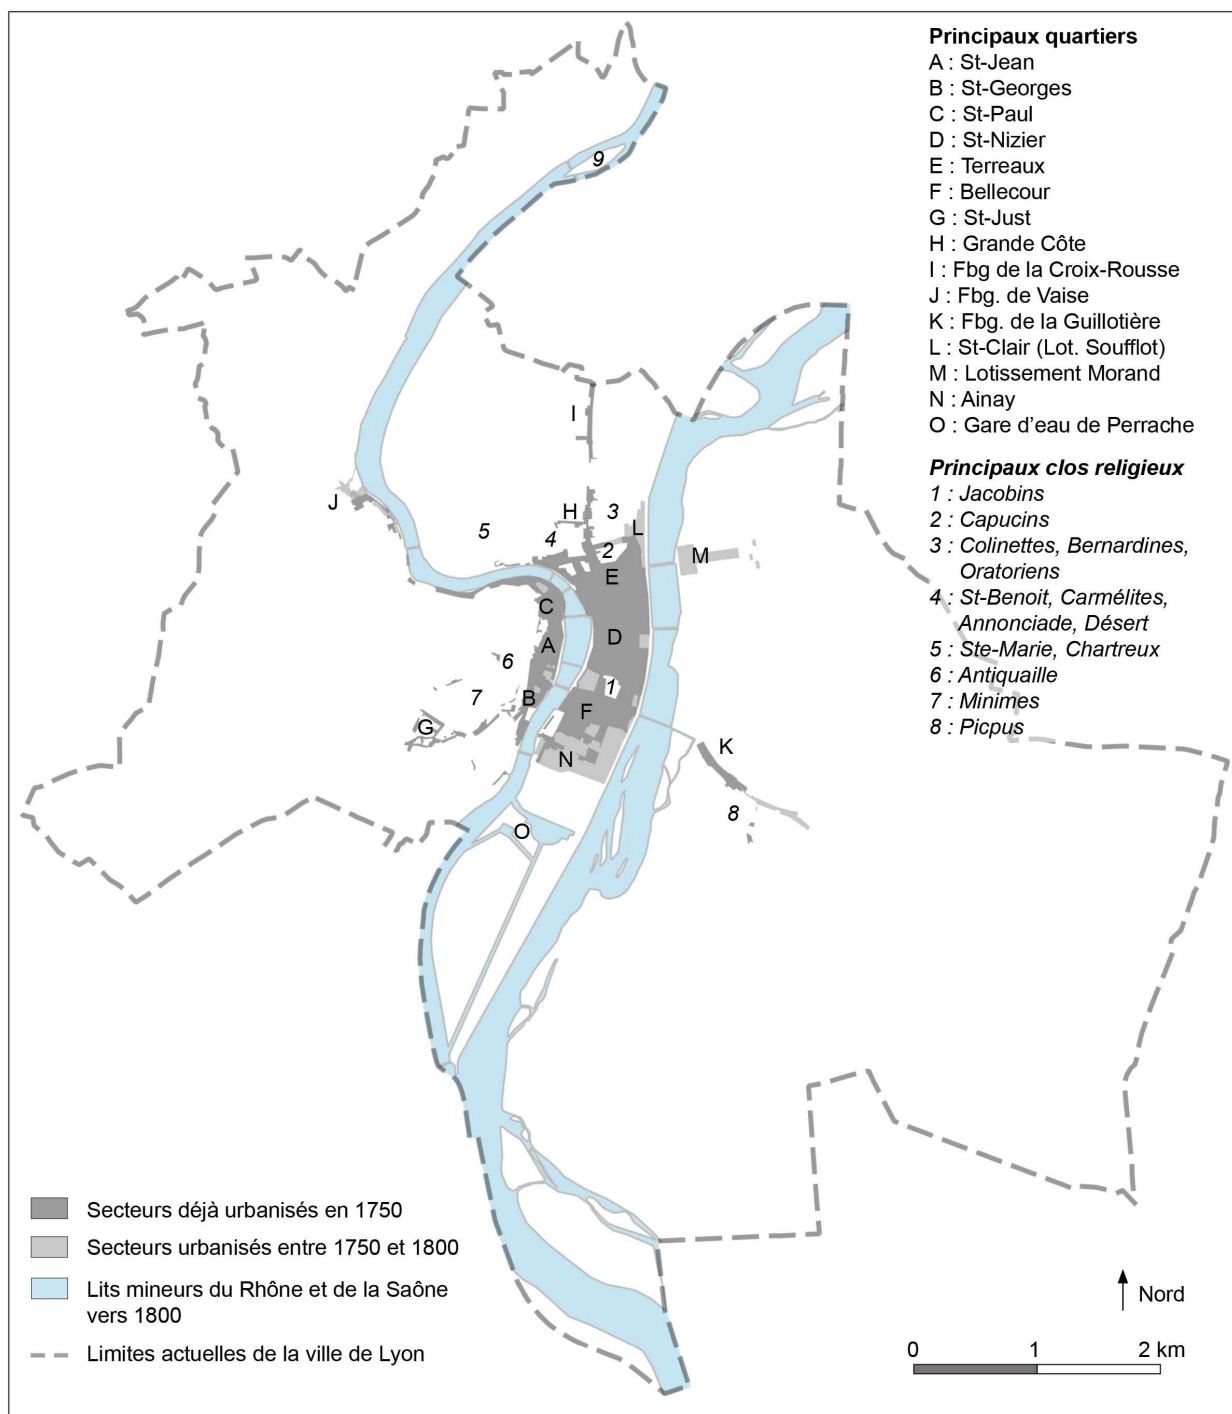 Principaux quartiers
A : St-Jean
B : St-Georges
C : St-Paul
D : St-Nizier
E : Terreaux
F : Bellecour
G : St-Just
H : Grande Côte
I : Fbg de la Croix-Rousse
J : Fbg. de Vaise
K : Fbg. de la Guillotière
L : St-Clair (Lot. Soufflot)
M : Lotissement Morand
N : Ainay
O : Gare d'eau de Perrache
Principaux clos religieux
1 : Jacobins
2 : Capucins
3 : Colinettes, Bernardines,
Oratoriens
4 : St-Benoit, Carmélites,
Annonciade, Désert
5 : Ste-Marie, Chartreux
6 : Antiquaille
7 : Minimes
8 : Picpus
9
I
J
H
3
L
5
4
2
M
E
C
A
D
6
1
7
B
F
G
K
N
8
O
Secteurs déjà urbanisés en 1750
Secteurs urbanisés entre 1750 et 1800
Lits mineurs du Rhône et de la Saône
vers 1800
Limites actuelles de la ville de Lyon
Nord
0 1 2 km